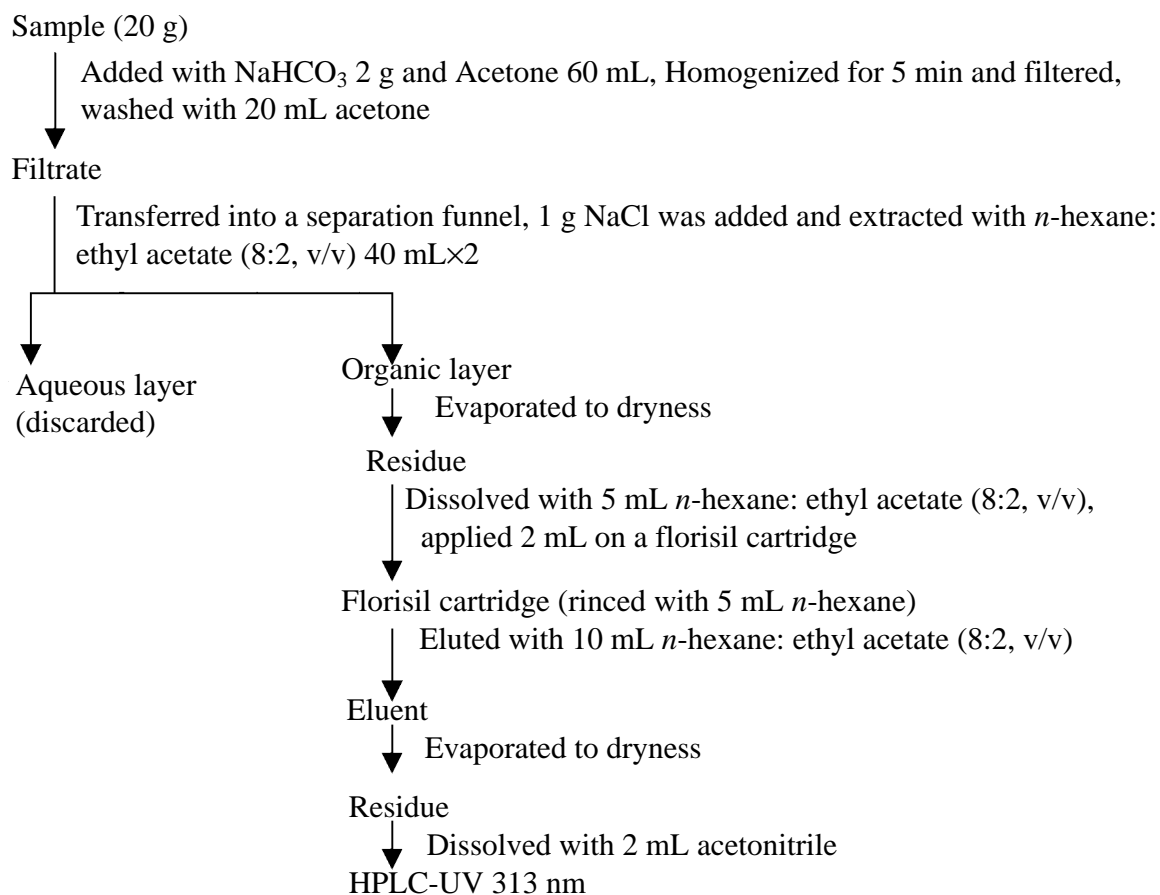 Sample (20 g)
Added with NaHCO₃ 2 g and Acetone 60 mL, Homogenized for 5 min and filtered,
washed with 20 mL acetone
Filtrate
Transferred into a separation funnel, 1 g NaCl was added and extracted with n-hexane:
ethyl acetate (8:2, v/v) 40 mL×2
Aqueous layer
(discarded)
Organic layer
Evaporated to dryness
Residue
Dissolved with 5 mL n-hexane: ethyl acetate (8:2, v/v),
applied 2 mL on a florisil cartridge
Florisil cartridge (rinced with 5 mL n-hexane)
Eluted with 10 mL n-hexane: ethyl acetate (8:2, v/v)
Eluent
Evaporated to dryness
Residue
Dissolved with 2 mL acetonitrile
HPLC-UV 313 nm